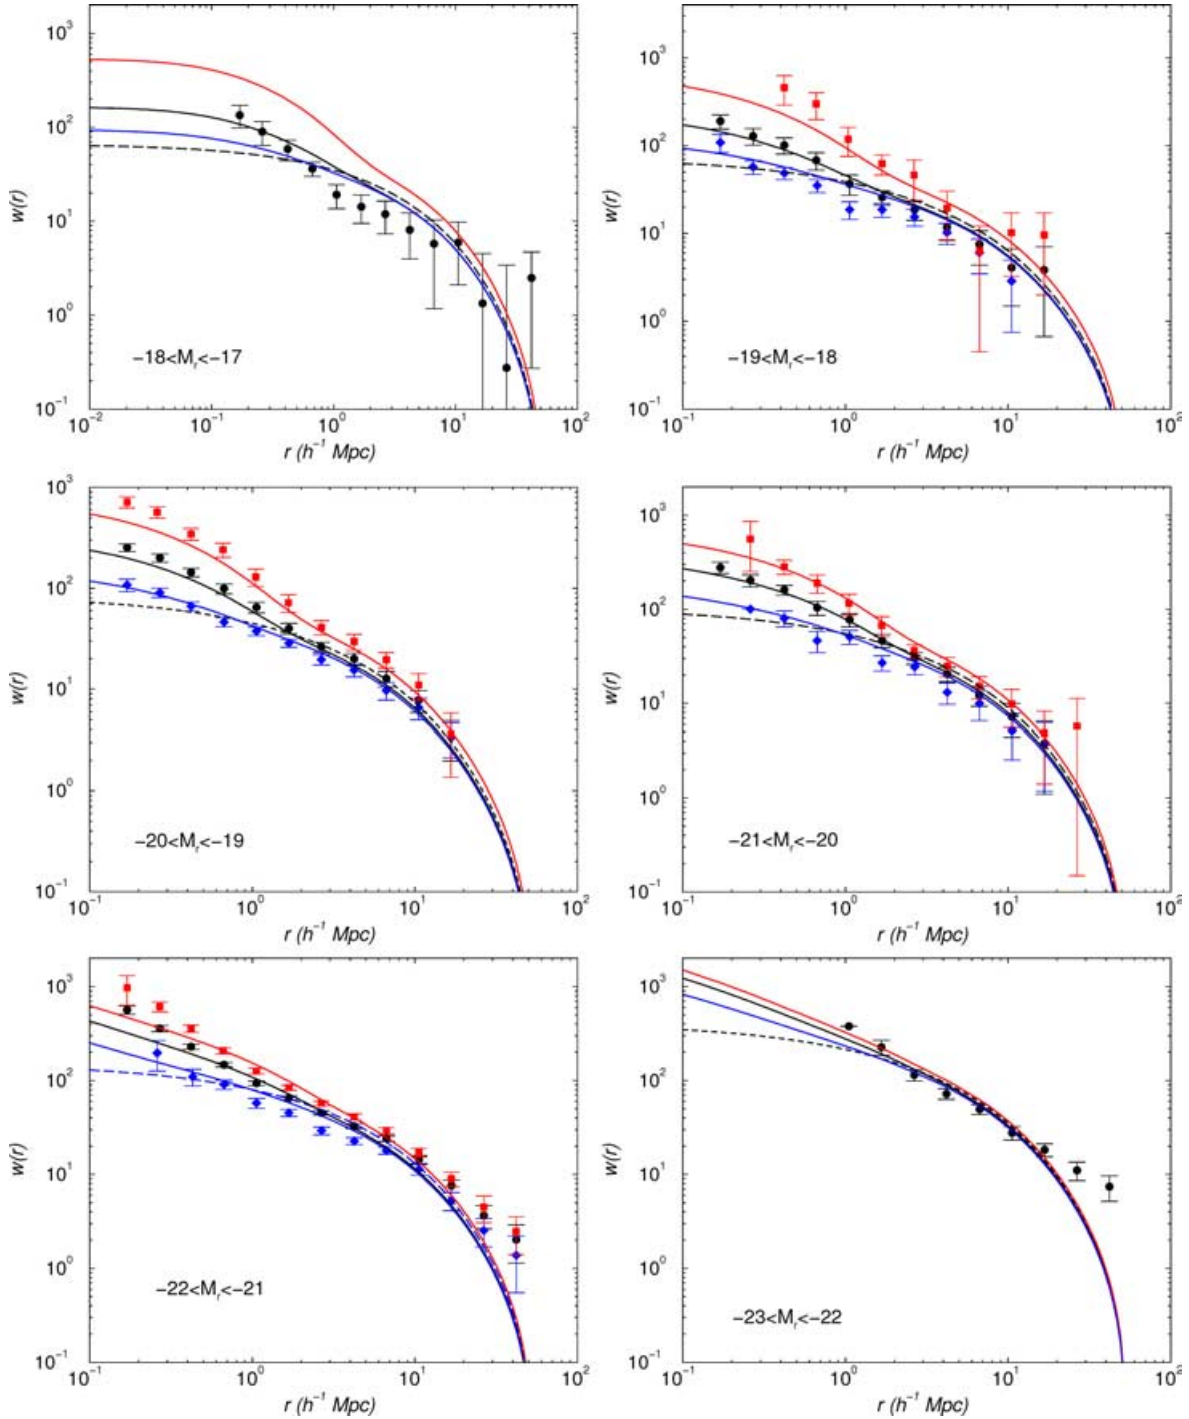 10² 10³
w(r) 10¹ 10⁰ 10⁻¹
w(r) 10² 10¹ 10⁰ 10⁻¹
−18<Mᵣ<−17
−19<Mᵣ<−18
10⁻² 10⁻¹ 10⁰ 10¹ 10²
10⁻¹ 10⁰ 10¹ 10²
r (h⁻¹ Mpc)
r (h⁻¹ Mpc)
10³ 10² 10¹ 10⁰ 10⁻¹
w(r)
10³ 10² 10¹ 10⁰ 10⁻¹
w(r)
−20<Mᵣ<−19
−21<Mᵣ<−20
10⁻¹ 10⁰ 10¹ 10²
10⁻¹ 10⁰ 10¹ 10²
r (h⁻¹ Mpc)
r (h⁻¹ Mpc)
10³ 10² 10¹ 10⁰ 10⁻¹
w(r)
10³ 10² 10¹ 10⁰ 10⁻¹
w(r)
−22<Mᵣ<−21
−23<Mᵣ<−22
10⁻¹ 10⁰ 10¹ 10²
10⁻¹ 10⁰ 10¹ 10²
r (h⁻¹ Mpc)
r (h⁻¹ Mpc)